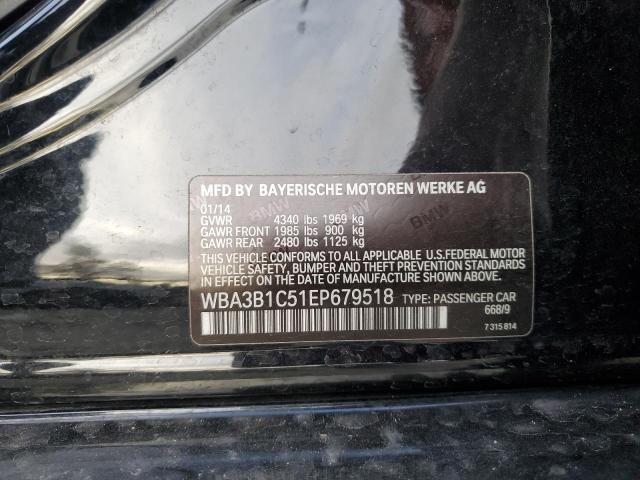 MFD BY BAYERISCHE MOTOREN WERKE AG
01/14
GVWR 4340 lbs 1969 kg
GAWR FRONT 1985 lbs 900 kg
GAWR REAR 2480 lbs 1125 kg
THIS VEHICLE CONFORMS TO ALL APPLICABLE U.S.FEDERAL MOTOR
VEHICLE SAFETY, BUMPER AND THEFT PREVENTION STANDARDS
IN EFFECT ON THE DATE OF MANUFACTURE SHOWN ABOVE.
WBA3B1C51EP679518 TYPE: PASSENGER CAR
668/9
7 315 814